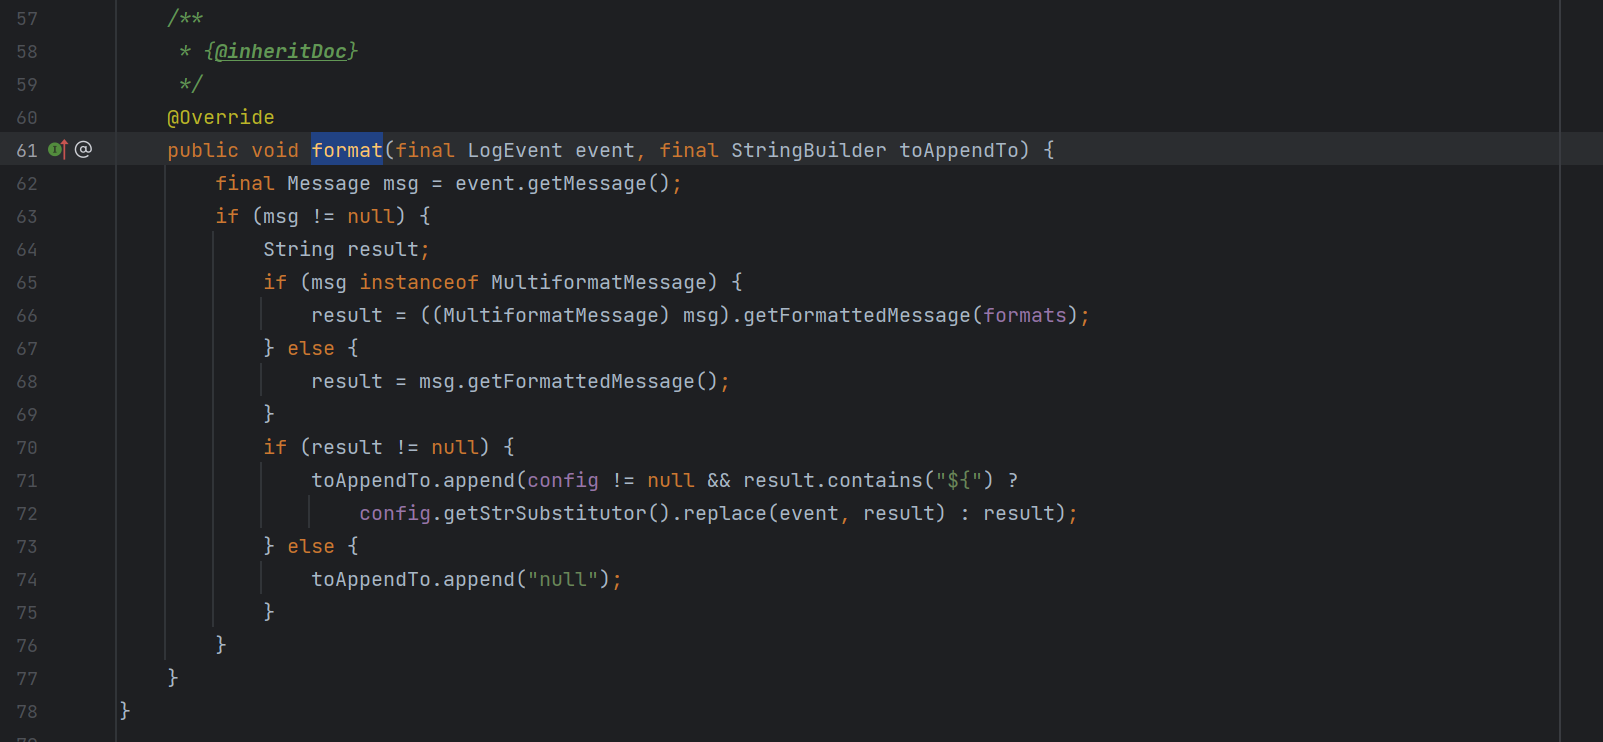 57 /**
58 * {@inheritDoc}
59 */
60 @Override
61 public void format(final LogEvent event, final StringBuilder toAppendTo) {
62 final Message msg = event.getMessage();
63 if (msg != null) {
64 String result;
65 if (msg instanceof MultiformatMessage) {
66 result = ((MultiformatMessage) msg).getFormattedMessage(formats);
67 } else {
68 result = msg.getFormattedMessage();
69 }
70 if (result != null) {
71 toAppendTo.append(config != null && result.contains("${") ?
72 config.getStrSubstitutor().replace(event, result) : result);
73 } else {
74 toAppendTo.append("null");
75 }
76 }
77 }
78 }